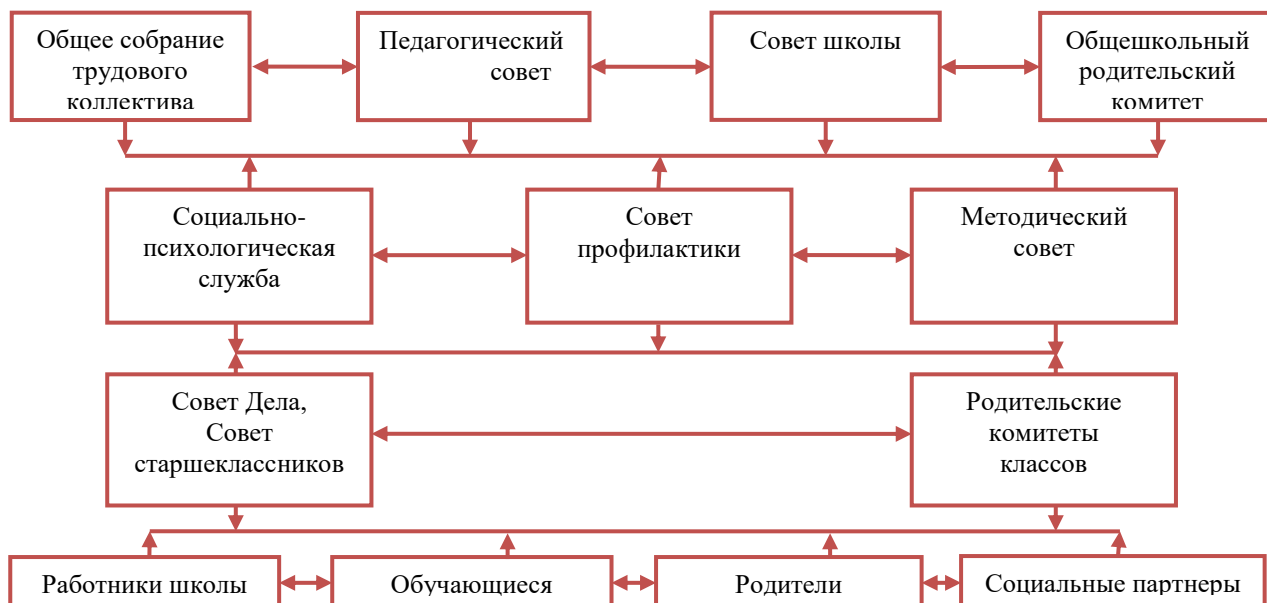 Общее собрание
трудового
коллектива
Педагогический
совет
Совет школы
Общешкольный
родительский
комитет
Социально-
психологическая
служба
Совет
профилактики
Методический
совет
Совет Дела,
Совет
старшеклассников
Родительские
комитеты
классов
Работники школы
Обучающиеся
Родители
Социальные партнеры